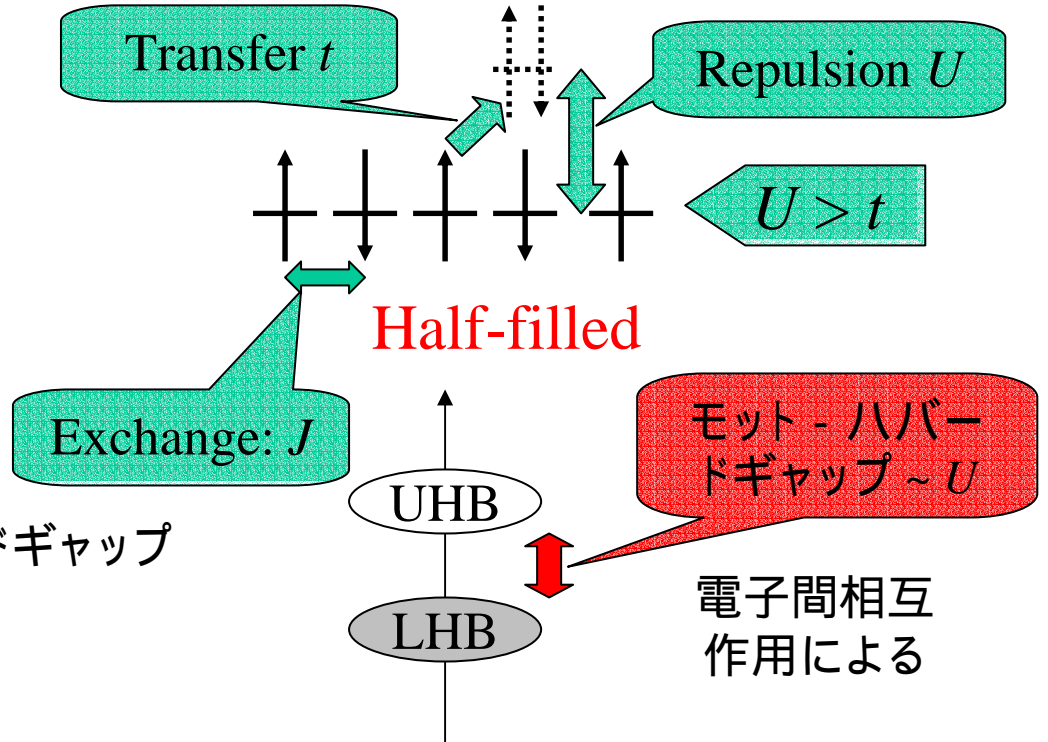 Transfer t
Repulsion U
U > t
Half-filled
Exchange: J
モット - ハバー
ドギャップ ~ U
UHB
ドギャップ
LHB
電子間相互
作用による